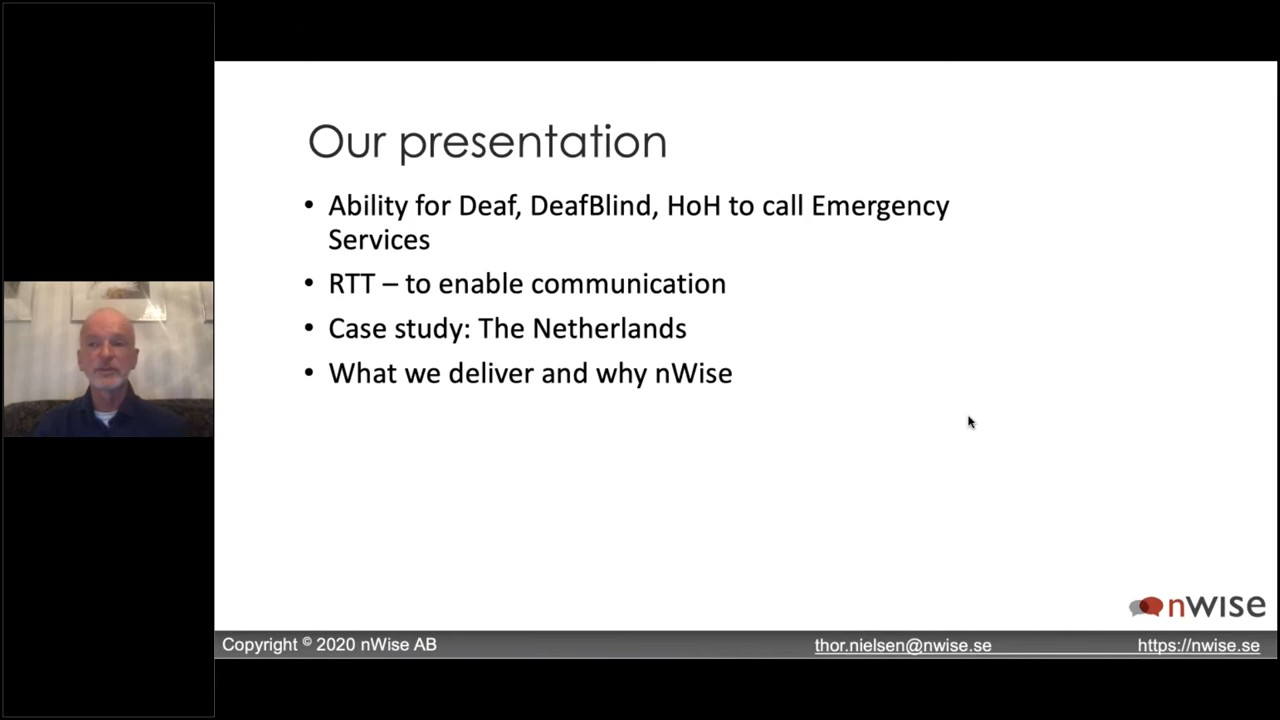 Our presentation
• Ability for Deaf, DeafBlind, HoH to call Emergency
Services
• RTT – to enable communication
• Case study: The Netherlands
• What we deliver and why nWise
nwise
Copyright © 2020 nWise AB
thor.nielsen@nwise.se
https://nwise.se